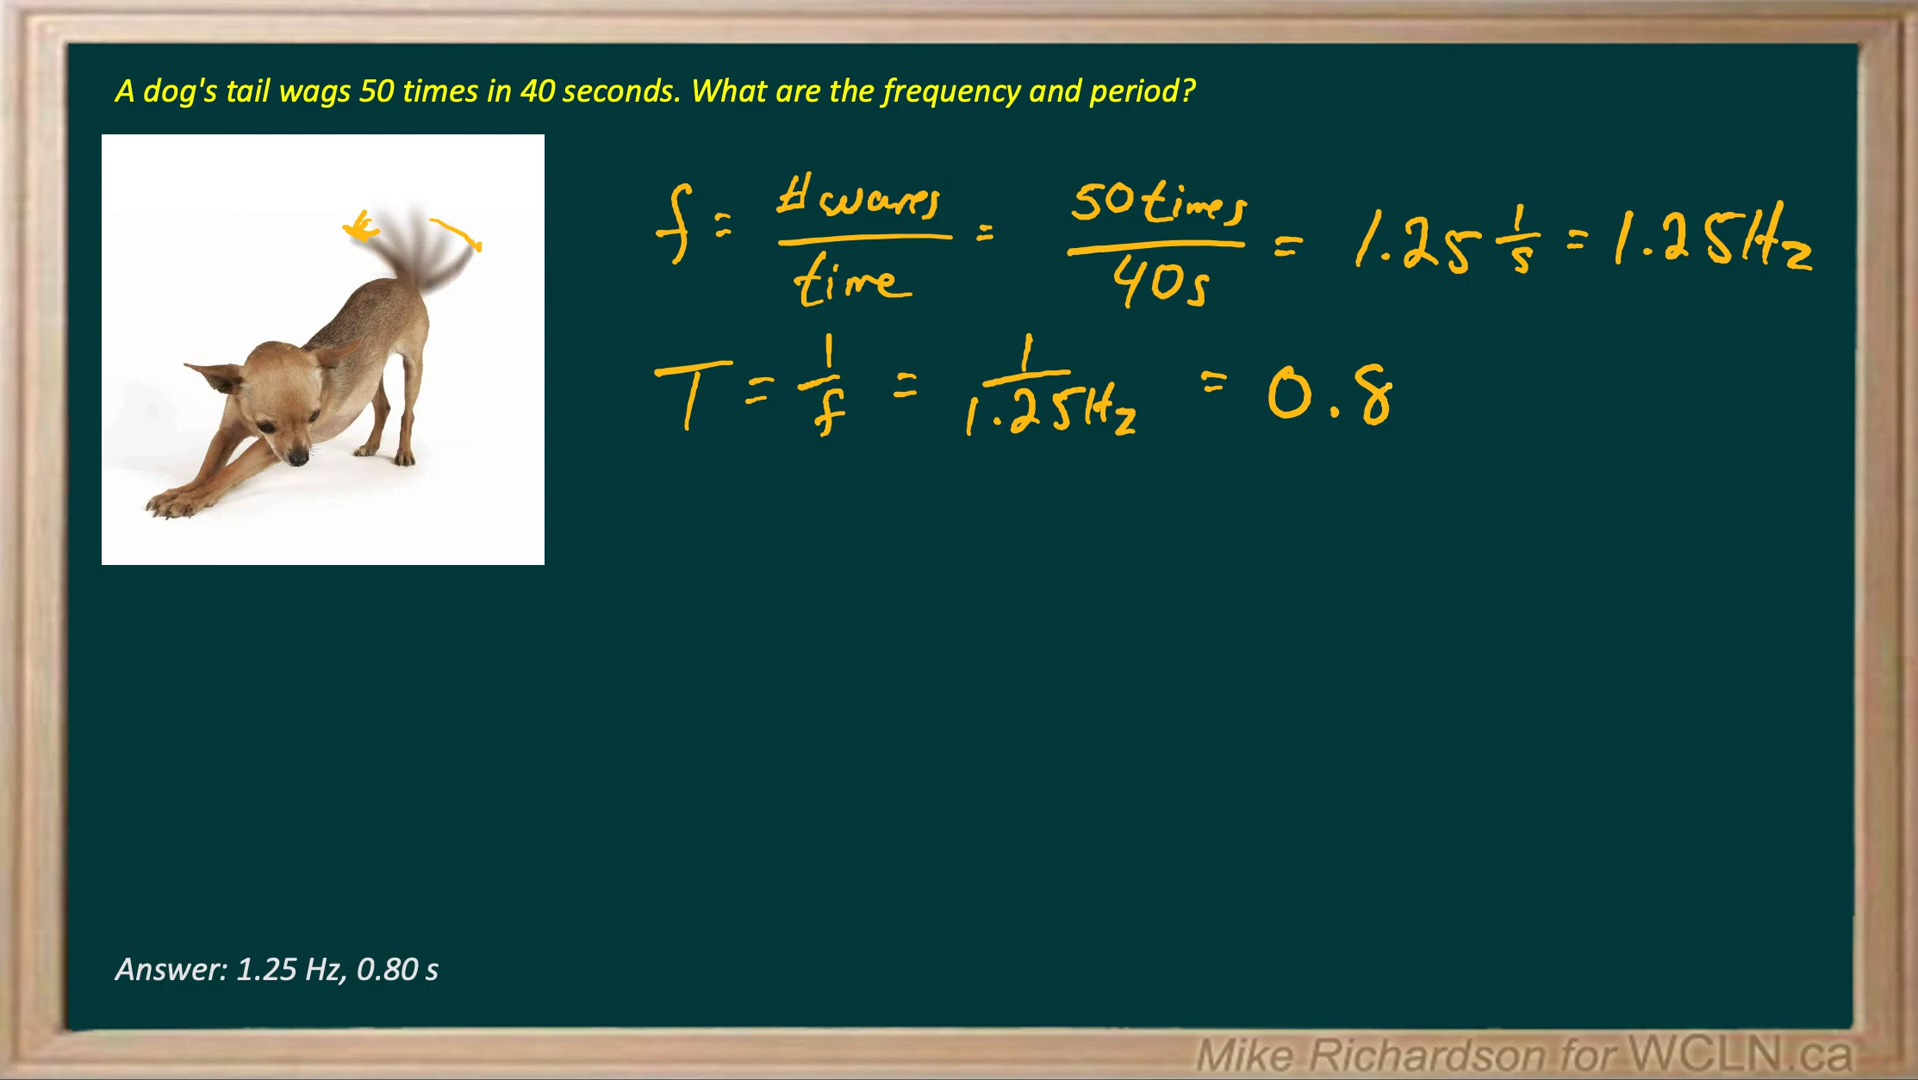 A dog's tail wags 50 times in 40 seconds. What are the frequency and period?
f = # waves / time = 50 times / 40 s = 1.25 1/s = 1.25 Hz
T = 1/f = 1 / 1.25 Hz = 0.8
Answer: 1.25 Hz, 0.80 s
Mike Richardson for WCLN.ca